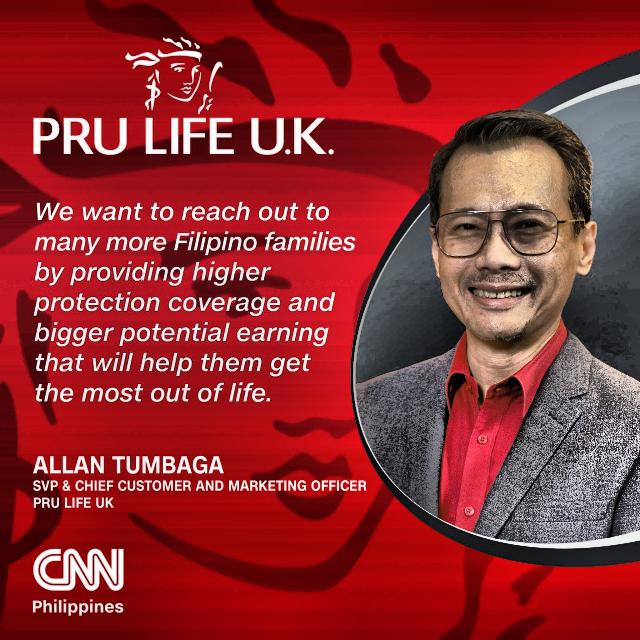 PRU LIFE U.K.
We want to reach out to
many more Filipino families
by providing higher
protection coverage and
bigger potential earning
that will help them get
the most out of life.
ALLAN TUMBAGA
SVP & CHIEF CUSTOMER AND MARKETING OFFICER
PRU LIFE UK
CNN
Philippines